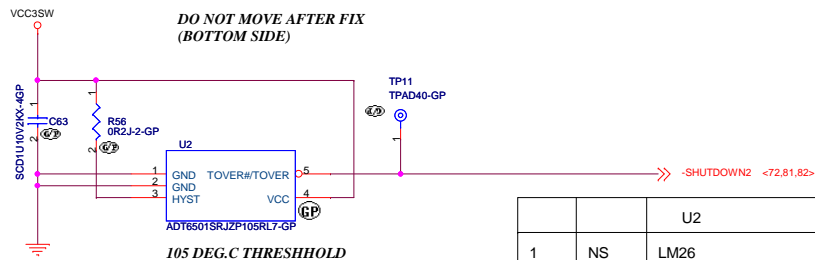 VCC3SW
DO NOT MOVE AFTER FIX
(BOTTOM SIDE)
SCD1U10V2KX-4GP
1
C63
G/P
2
1
R56
0R2J-2-GP
2
G/P
TP11
TPAD40-GP
1
U2
1 GND TOVER#/TOVER 5
2 GND
3 HYST VCC 4
GP
ADT6501SRJZP105RL7-GP
105 DEG.C THRESHHOLD
-SHUTDOWN2 <72,81,82>
U2
1 NS LM26